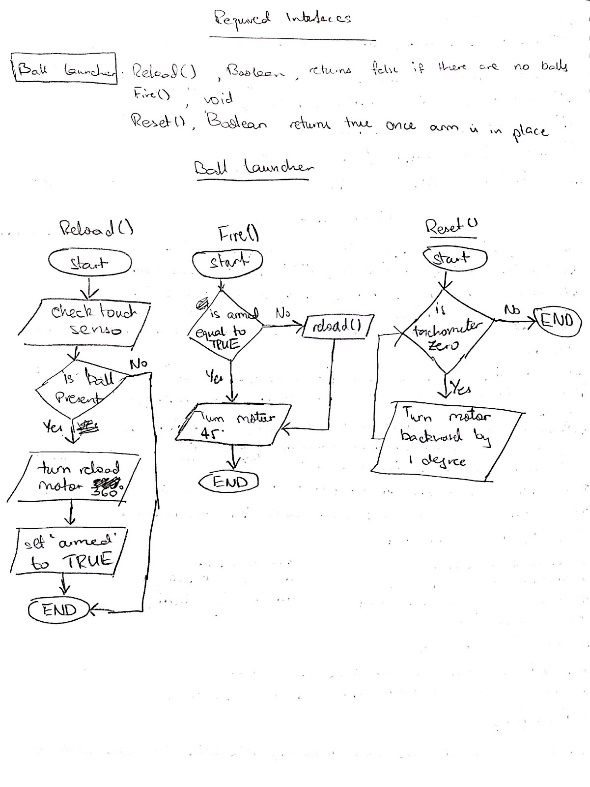 Required Interfaces
Ball Launcher. Reload(), Boolean, returns false if there are no balls
Fire(), void
Reset(), Boolean returns true once arm is in place
Ball Launcher
Reload()
Start
check touch senso
Is ball Present
No
Yes
turn reload motor 360°
set 'armed' to TRUE
END
Fire()
Start
is armed equal to TRUE
No
reload()
Yes
Turn motor 45°
END
Reset()
Start
is tachometer zero
No
END
Yes
Turn motor backward by 1 degree